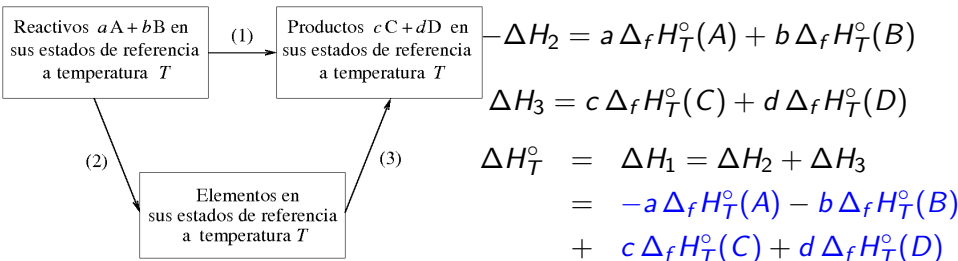 Reactivos aA+bB en
sus estados de referencia
a temperatura T
(1)
Productos cC+dD en
sus estados de referencia
a temperatura T
(2)
(3)
Elementos en
sus estados de referencia
a temperatura T
−ΔH₂ = a Δ_f H°_T(A) + b Δ_f H°_T(B)
ΔH₃ = c Δ_f H°_T(C) + d Δ_f H°_T(D)
ΔH°_T = ΔH₁ = ΔH₂ + ΔH₃
= −a Δ_f H°_T(A) − b Δ_f H°_T(B)
+ c Δ_f H°_T(C) + d Δ_f H°_T(D)